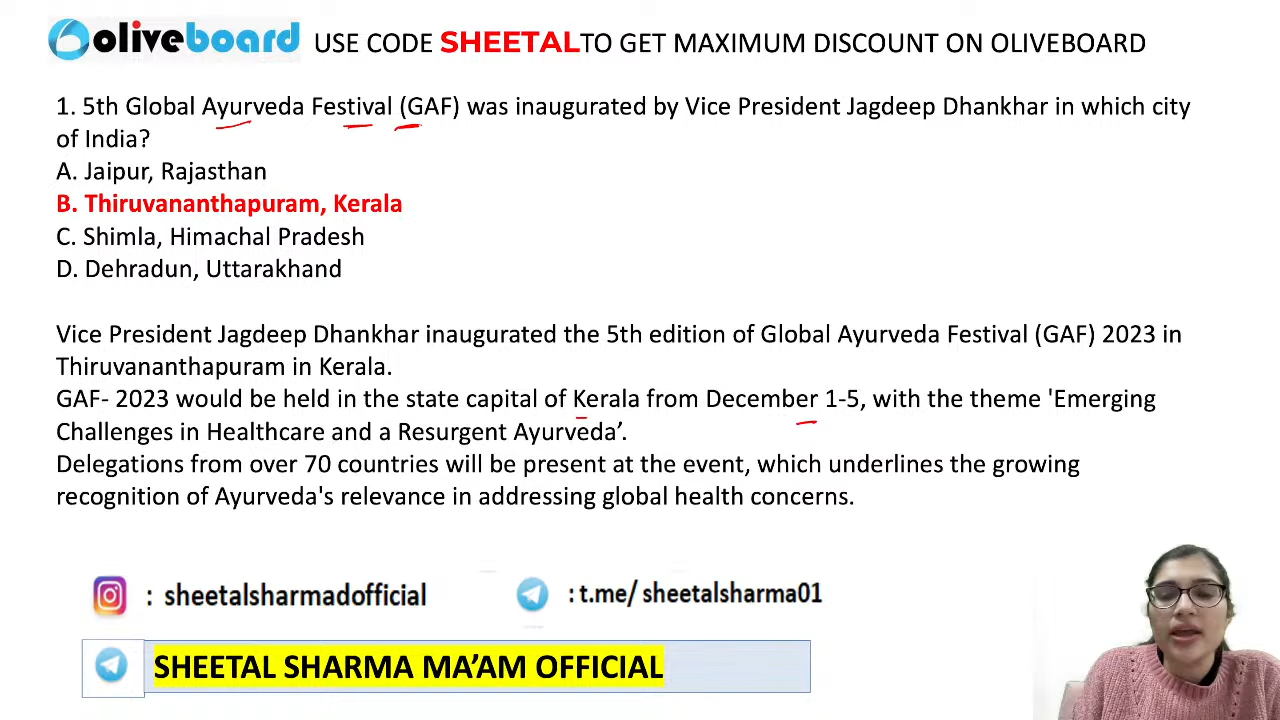 oliveboard USE CODE SHEETAL TO GET MAXIMUM DISCOUNT ON OLIVEBOARD
1. 5th Global Ayurveda Festival (GAF) was inaugurated by Vice President Jagdeep Dhankhar in which city
of India?
A. Jaipur, Rajasthan
B. Thiruvananthapuram, Kerala
C. Shimla, Himachal Pradesh
D. Dehradun, Uttarakhand
Vice President Jagdeep Dhankhar inaugurated the 5th edition of Global Ayurveda Festival (GAF) 2023 in
Thiruvananthapuram in Kerala.
GAF- 2023 would be held in the state capital of Kerala from December 1-5, with the theme 'Emerging
Challenges in Healthcare and a Resurgent Ayurveda’.
Delegations from over 70 countries will be present at the event, which underlines the growing
recognition of Ayurveda's relevance in addressing global health concerns.
: sheetalsharmadofficial : t.me/ sheetalsharma01
SHEETAL SHARMA MA’AM OFFICIAL